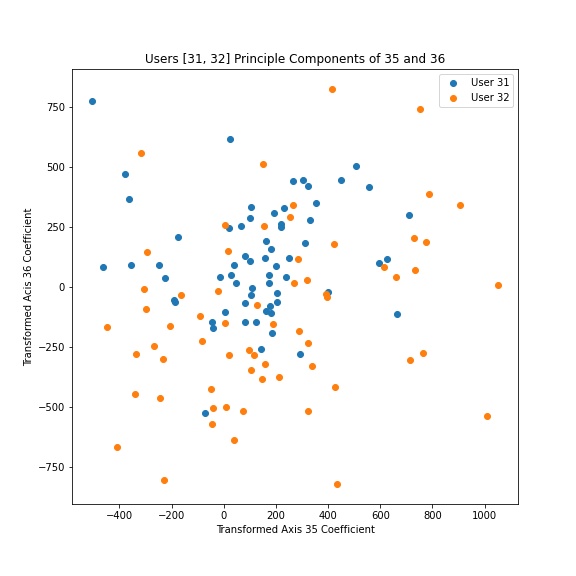 Users [31, 32] Principle Components of 35 and 36
User 31
User 32
750
500
250
0
−250
−500
−750
Transformed Acis 36 Coefficient
−400 −200 0 200 400 600 800 1000
Transformed Axis 35 Coefficient